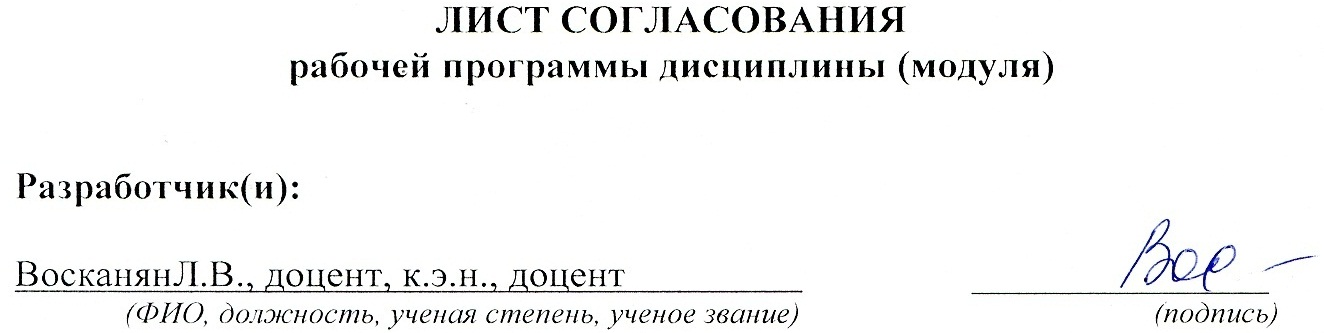 ЛИСТ СОГЛАСОВАНИЯ
рабочей программы дисциплины (модуля)
Разработчик(и):
ВосканянЛ.В., доцент, к.э.н., доцент
(ФИО, должность, ученая степень, ученое звание)
(подпись)